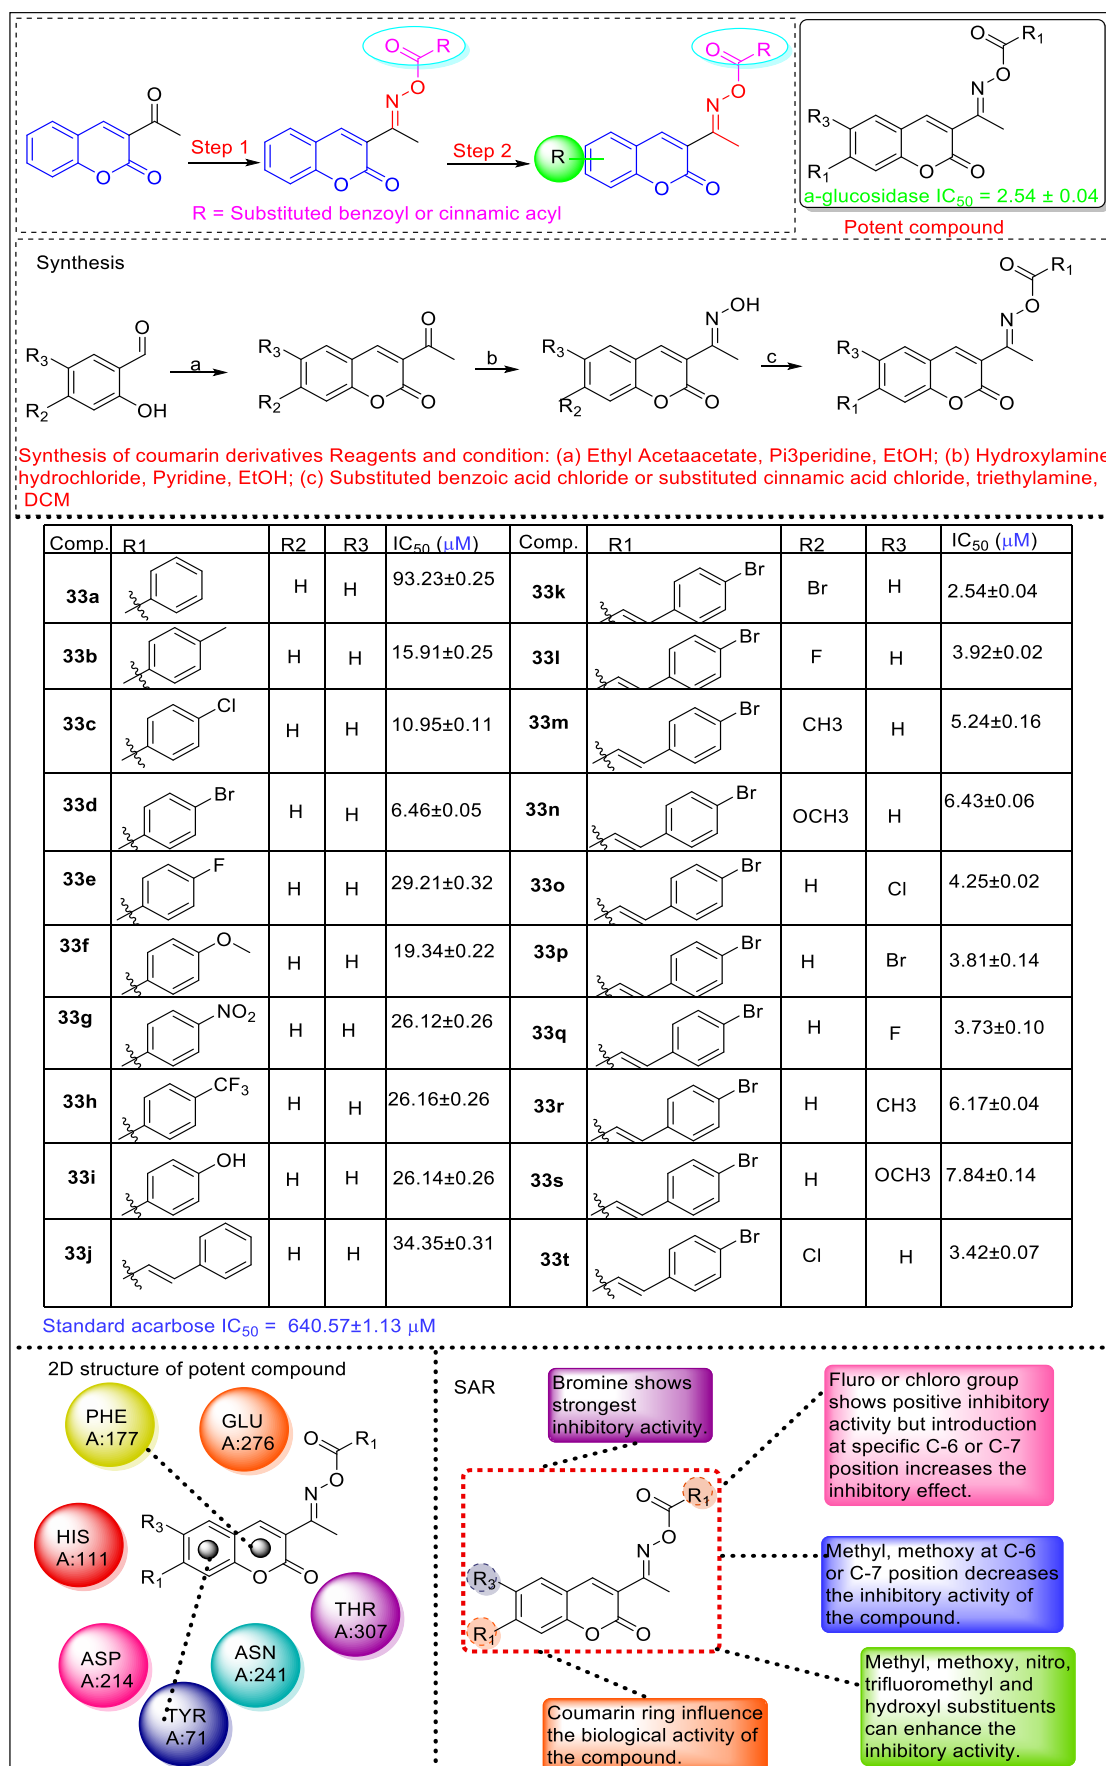 O
R
O
N
O
O
O
Step 1
O
R
O
N
O
O
Step 2
R
O
O
R = Substituted benzoyl or cinnamic acyl
O
R1
O
N
R3
R1
O
O
a-glucosidase IC50 = 2.54 ± 0.04
Potent compound
Synthesis
R3
R2
O
OH
a
R3
R2
O
O
O
b
R3
R2
N
OH
O
O
c
O
R1
O
N
R3
R1
O
O
Synthesis of coumarin derivatives Reagents and condition: (a) Ethyl Acetaacetate, Pi3peridine, EtOH; (b) Hydroxylamine
hydrochloride, Pyridine, EtOH; (c) Substituted benzoic acid chloride or substituted cinnamic acid chloride, triethylamine,
DCM
Comp. R1 R2 R3 IC50 (μM) Comp. R1 R2 R3 IC50 (μM)
33a H H 93.23±0.25 33k Br Br H 2.54±0.04
33b H H 15.91±0.25 33l Br F H 3.92±0.02
33c Cl H H 10.95±0.11 33m Br CH3 H 5.24±0.16
33d Br H H 6.46±0.05 33n Br OCH3 H 6.43±0.06
33e F H H 29.21±0.32 33o Br H Cl 4.25±0.02
33f O H H 19.34±0.22 33p Br H Br 3.81±0.14
33g NO2 H H 26.12±0.26 33q Br H F 3.73±0.10
33h CF3 H H 26.16±0.26 33r Br H CH3 6.17±0.04
33i OH H H 26.14±0.26 33s Br H OCH3 7.84±0.14
33j H H 34.35±0.31 33t Br Cl H 3.42±0.07
Standard acarbose IC50 = 640.57±1.13 μM
2D structure of potent compound
PHE
A:177
GLU
A:276
HIS
A:111
O
R1
O
N
R3
R1
O
O
THR
A:307
ASP
A:214
ASN
A:241
TYR
A:71
SAR
Bromine shows
strongest
inhibitory activity.
Fluro or chloro group
shows positive inhibitory
activity but introduction
at specific C-6 or C-7
position increases the
inhibitory effect.
O
R1
O
N
R3
R1
O
O
Methyl, methoxy at C-6
or C-7 position decreases
the inhibitory activity of
the compound.
Methyl, methoxy, nitro,
trifluoromethyl and
hydroxyl substituents
can enhance the
inhibitory activity.
Coumarin ring influence
the biological activity of
the compound.